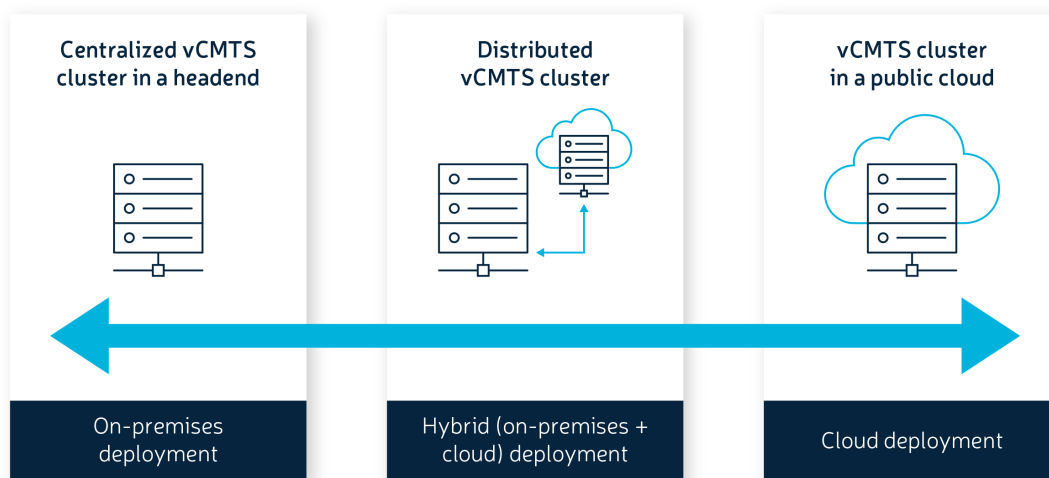 Centralized vCMTS
cluster in a headend
Distributed
vCMTS cluster
vCMTS cluster
in a public cloud
On-premises
deployment
Hybrid (on-premises +
cloud) deployment
Cloud deployment